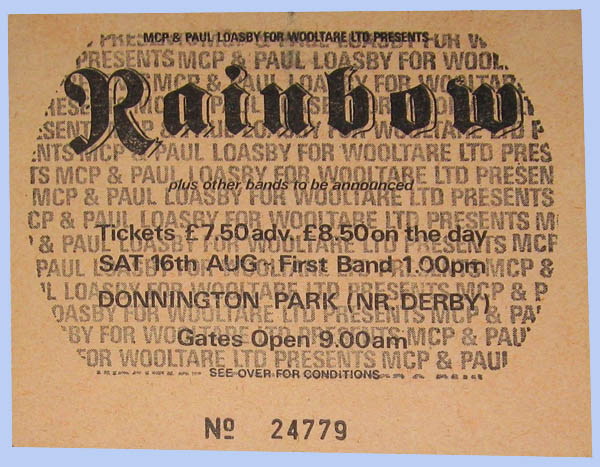 MCP & PAUL LOASBY FOR WOOLTARE LTD PRESENTS
Rainbow
plus other bands to be announced
Tickets £7.50 adv. £8.50 on the day
SAT 16th AUG - First Band 1.00pm
DONNINGTON PARK (NR DERBY)
Gates Open 9.00am
SEE OVER FOR CONDITIONS
Nº 24779